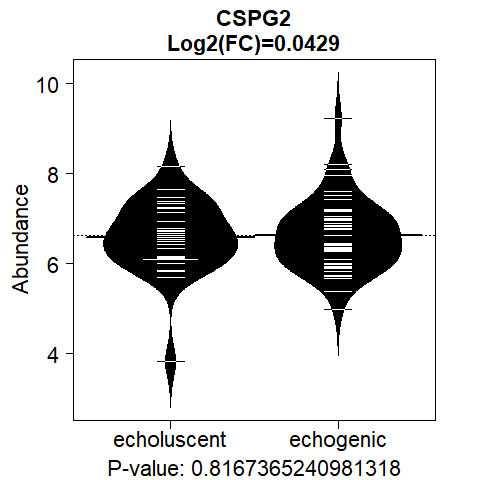 CSPG2
Log2(FC)=0.0429
Abundance
10
8
6
4
echoluscent
echogenic
P-value: 0.8167365240981318